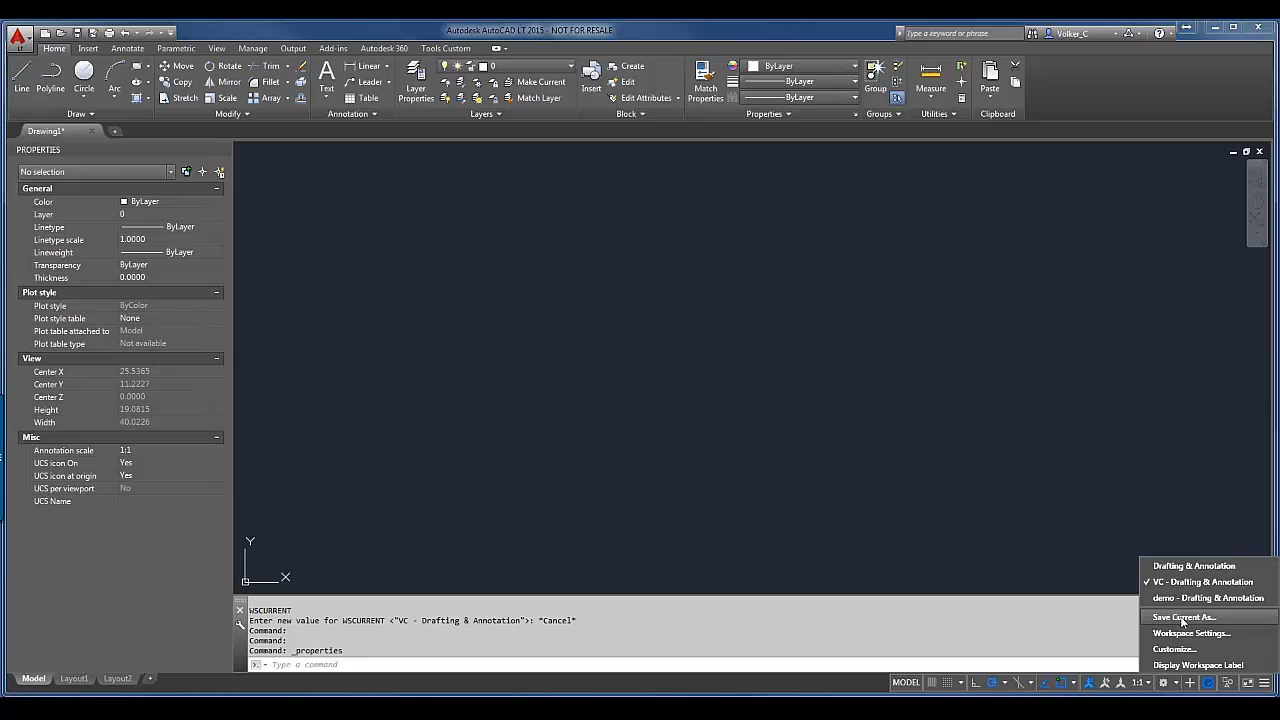 Autodesk AutoCAD LT 2015 - NOT FOR RESALE
Type a keyword or phrase
Volker_C
LT
Home Insert Annotate Parametric View Manage Output Add-ins Autodesk 360 Tools Custom
Line Polyline Circle Arc
Move Rotate Trim
Copy Mirror Fillet
Stretch Scale Array
Text
Linear
Leader
Table
Layer Properties
0
Make Current
Match Layer
Insert
Create
Edit
Edit Attributes
Match Properties
ByLayer
ByLayer
ByLayer
Group
Measure
Paste
Draw Modify Annotation Layers Block Properties Groups Utilities Clipboard
Drawing1*
PROPERTIES
No selection
General
Color ByLayer
Layer 0
Linetype ByLayer
Linetype scale 1.0000
Lineweight ByLayer
Transparency ByLayer
Thickness 0.0000
Plot style
Plot style ByColor
Plot style table None
Plot table attached to Model
Plot table type Not available
View
Center X 25.5365
Center Y 11.2227
Center Z 0.0000
Height 19.0815
Width 40.0226
Misc
Annotation scale 1:1
UCS icon On Yes
UCS icon at origin Yes
UCS per viewport No
UCS Name
Y
X
WSCURRENT
Enter new value for WSCURRENT <"VC - Drafting & Annotation">: *Cancel*
Command:
Command:
Command: _properties
Type a command
Drafting & Annotation
VC - Drafting & Annotation
demo - Drafting & Annotation
Save Current As...
Workspace Settings...
Customize...
Display Workspace Label
Model Layout1 Layout2
MODEL 1:1